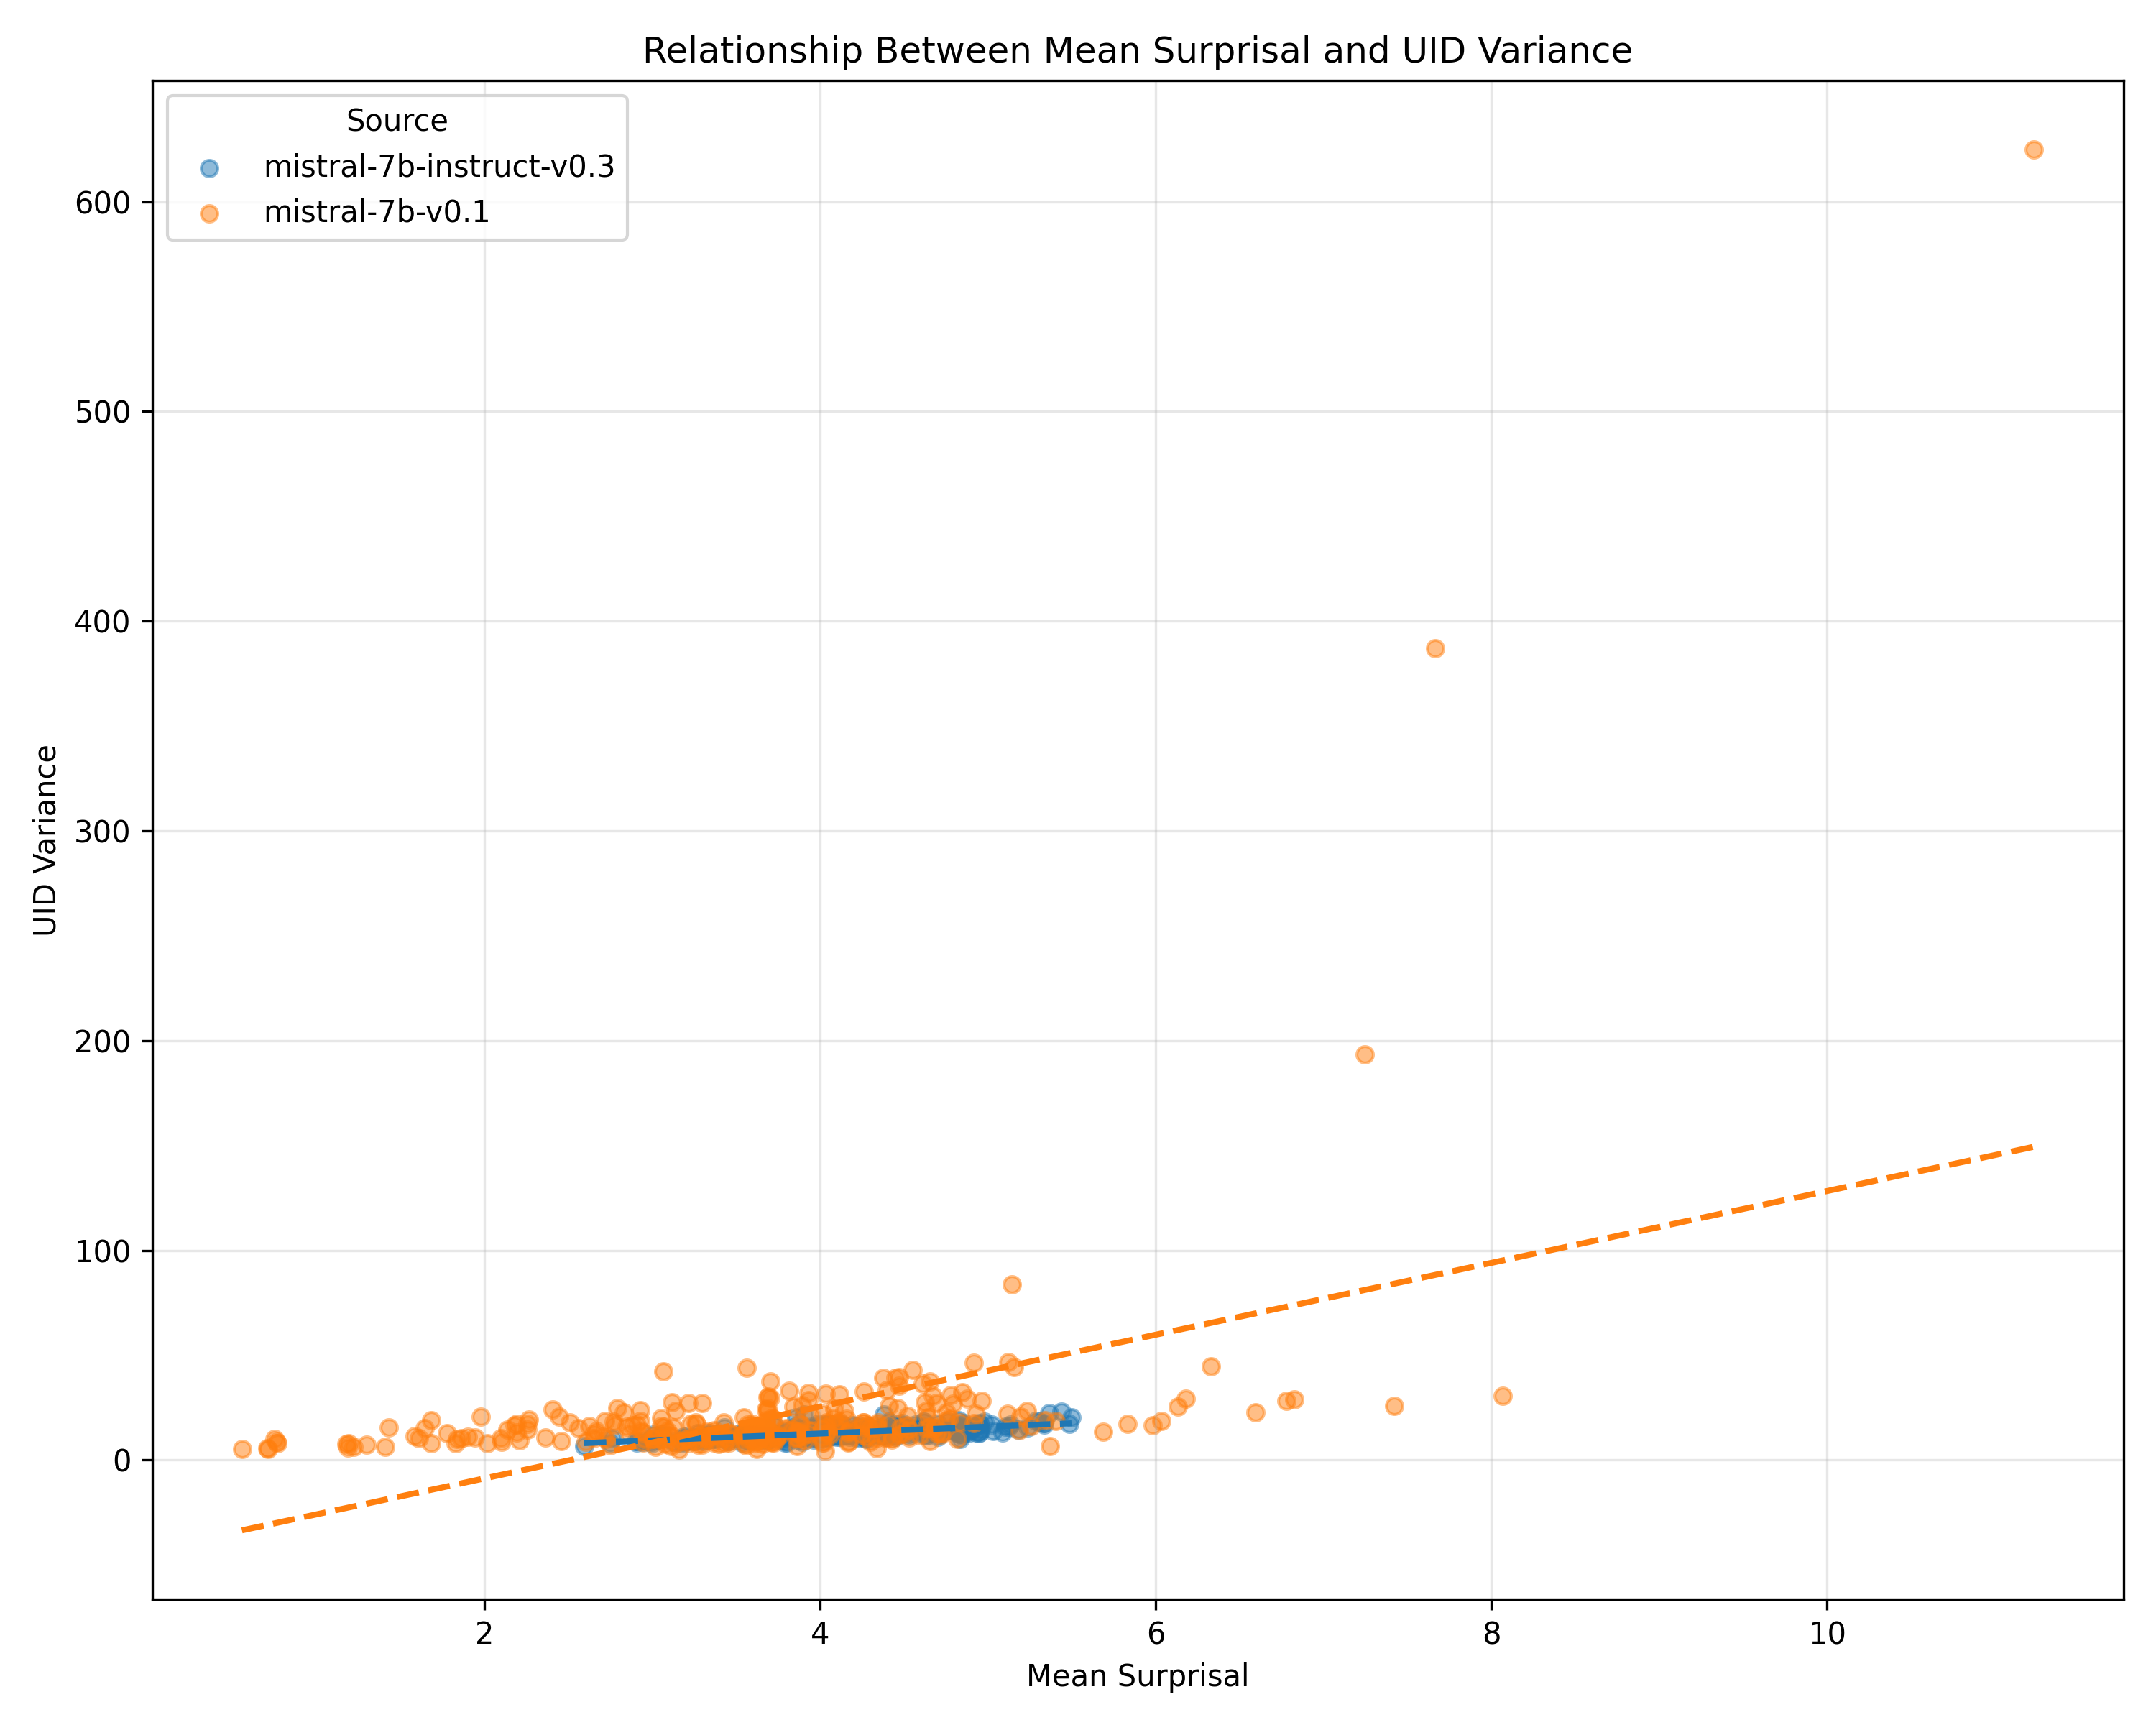 Relationship Between Mean Surprisal and UID Variance
Source
mistral-7b-instruct-v0.3
mistral-7b-v0.1
600
500
400
300
200
100
0
UID Variance
2 4 6 8 10
Mean Surprisal